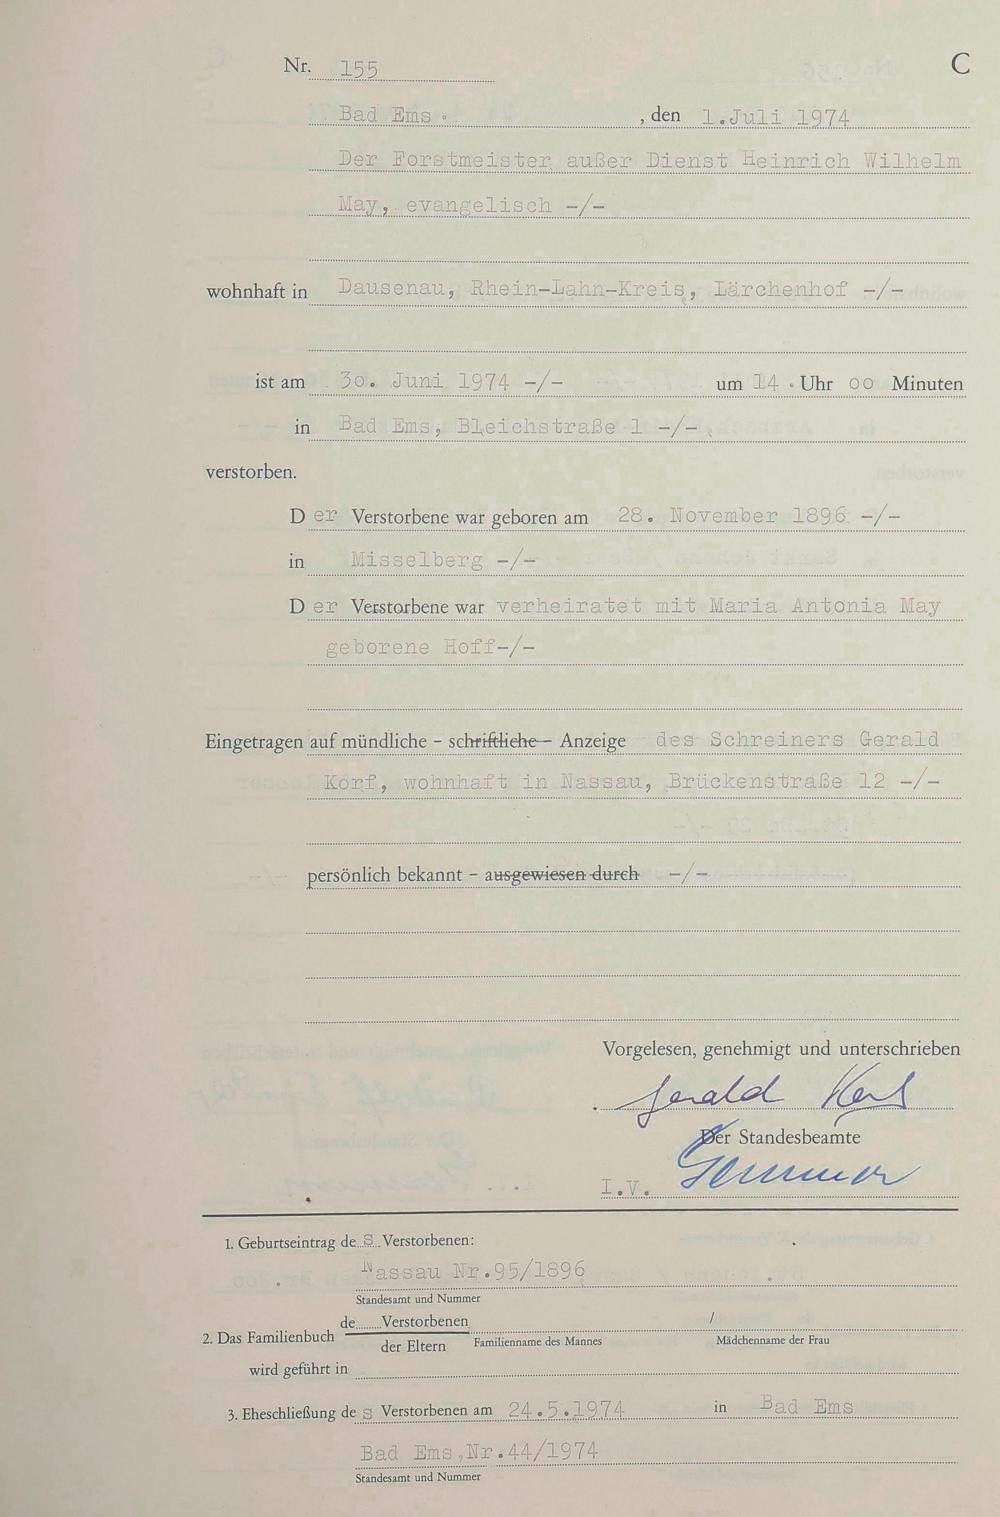 Nr. 155 C
Bad Ems , den 1.Juli 1974
Der Forstmeister außer Dienst Heinrich Wilhelm
May, evangelisch -/-
wohnhaft in Dausenau, Rhein-Lahn-Kreis, Lärchenhof -/-
ist am 3o. Juni 1974 -/- um 14 Uhr oo Minuten
in Bad Ems, Bleichstraße 1 -/-
verstorben.
D er Verstorbene war geboren am 28. November 1896 -/-
in Misselberg -/-
D er Verstorbene war verheiratet mit Maria Antonia May
geborene Hoff-/-
Eingetragen auf mündliche – schriftliche – Anzeige des Schreiners Gerald
Korf, wohnhaft in Nassau, Brückenstraße 12 -/-
persönlich bekannt – ausgewiesen durch -/-
Vorgelesen, genehmigt und unterschrieben
Gerald Korf
Der Standesbeamte
I.V.
1. Geburtseintrag des Verstorbenen:
Nassau Nr.95/1896
Standesamt und Nummer
de Verstorbenen /
2. Das Familienbuch der Eltern Familienname des Mannes Mädchenname der Frau
wird geführt in
3. Eheschließung des Verstorbenen am 24.5.1974 in Bad Ems
Bad Ems,Nr.44/1974
Standesamt und Nummer